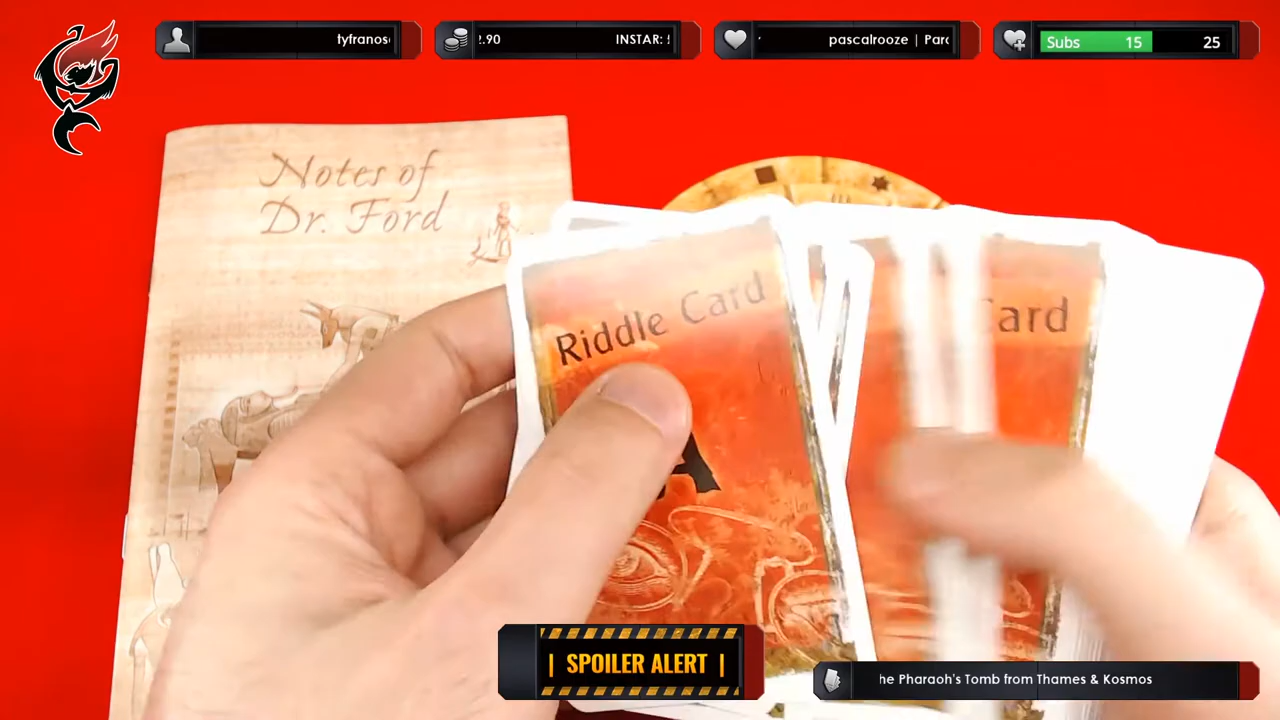 tyfranos
2.90
INSTAR:
pascalrooze | Parc
Subs 15 25
Notes of
Dr. Ford
Riddle Card
A
Card
| SPOILER ALERT |
he Pharaoh's Tomb from Thames & Kosmos